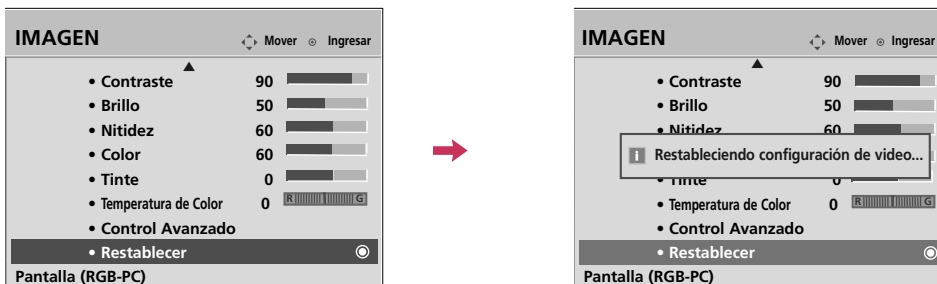 IMAGEN
Mover
Ingresar
• Contraste 90
• Brillo 50
• Nitidez 60
• Color 60
• Tinte 0
• Temperatura de Color 0 R G
• Control Avanzado
• Restablecer
Pantalla (RGB-PC)
IMAGEN
Mover
Ingresar
• Contraste 90
• Brillo 50
• Nitidez 60
i Restableciendo configuración de video...
• Tinte 0
• Temperatura de Color 0 R G
• Control Avanzado
• Restablecer
Pantalla (RGB-PC)